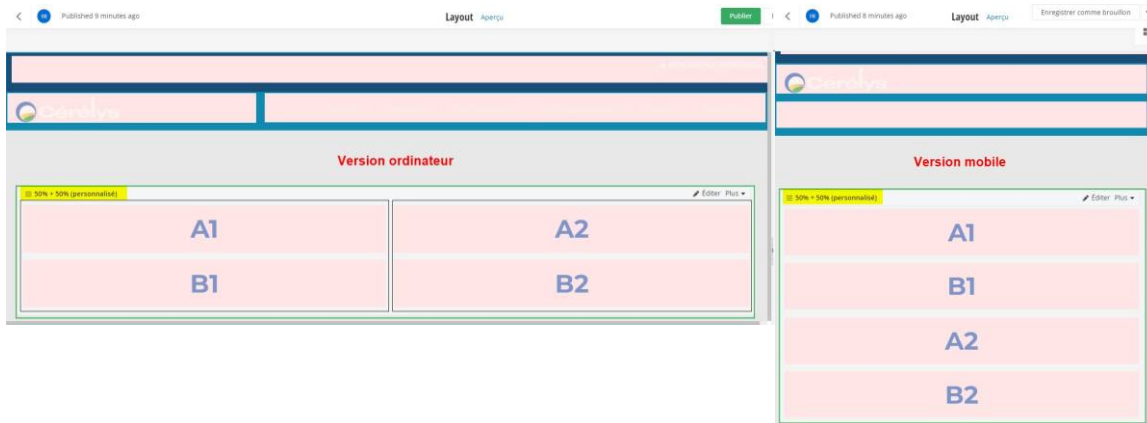 Published 9 minutes ago
Layout Aperçu
Publier
Cérélys
Version ordinateur
50% + 50% (personnalisé)
Éditer Plus
A1 A2
B1 B2
Published 8 minutes ago
Layout Aperçu
Enregistrer comme brouillon
Cérélys
Version mobile
50% + 50% (personnalisé)
Éditer Plus
A1
B1
A2
B2